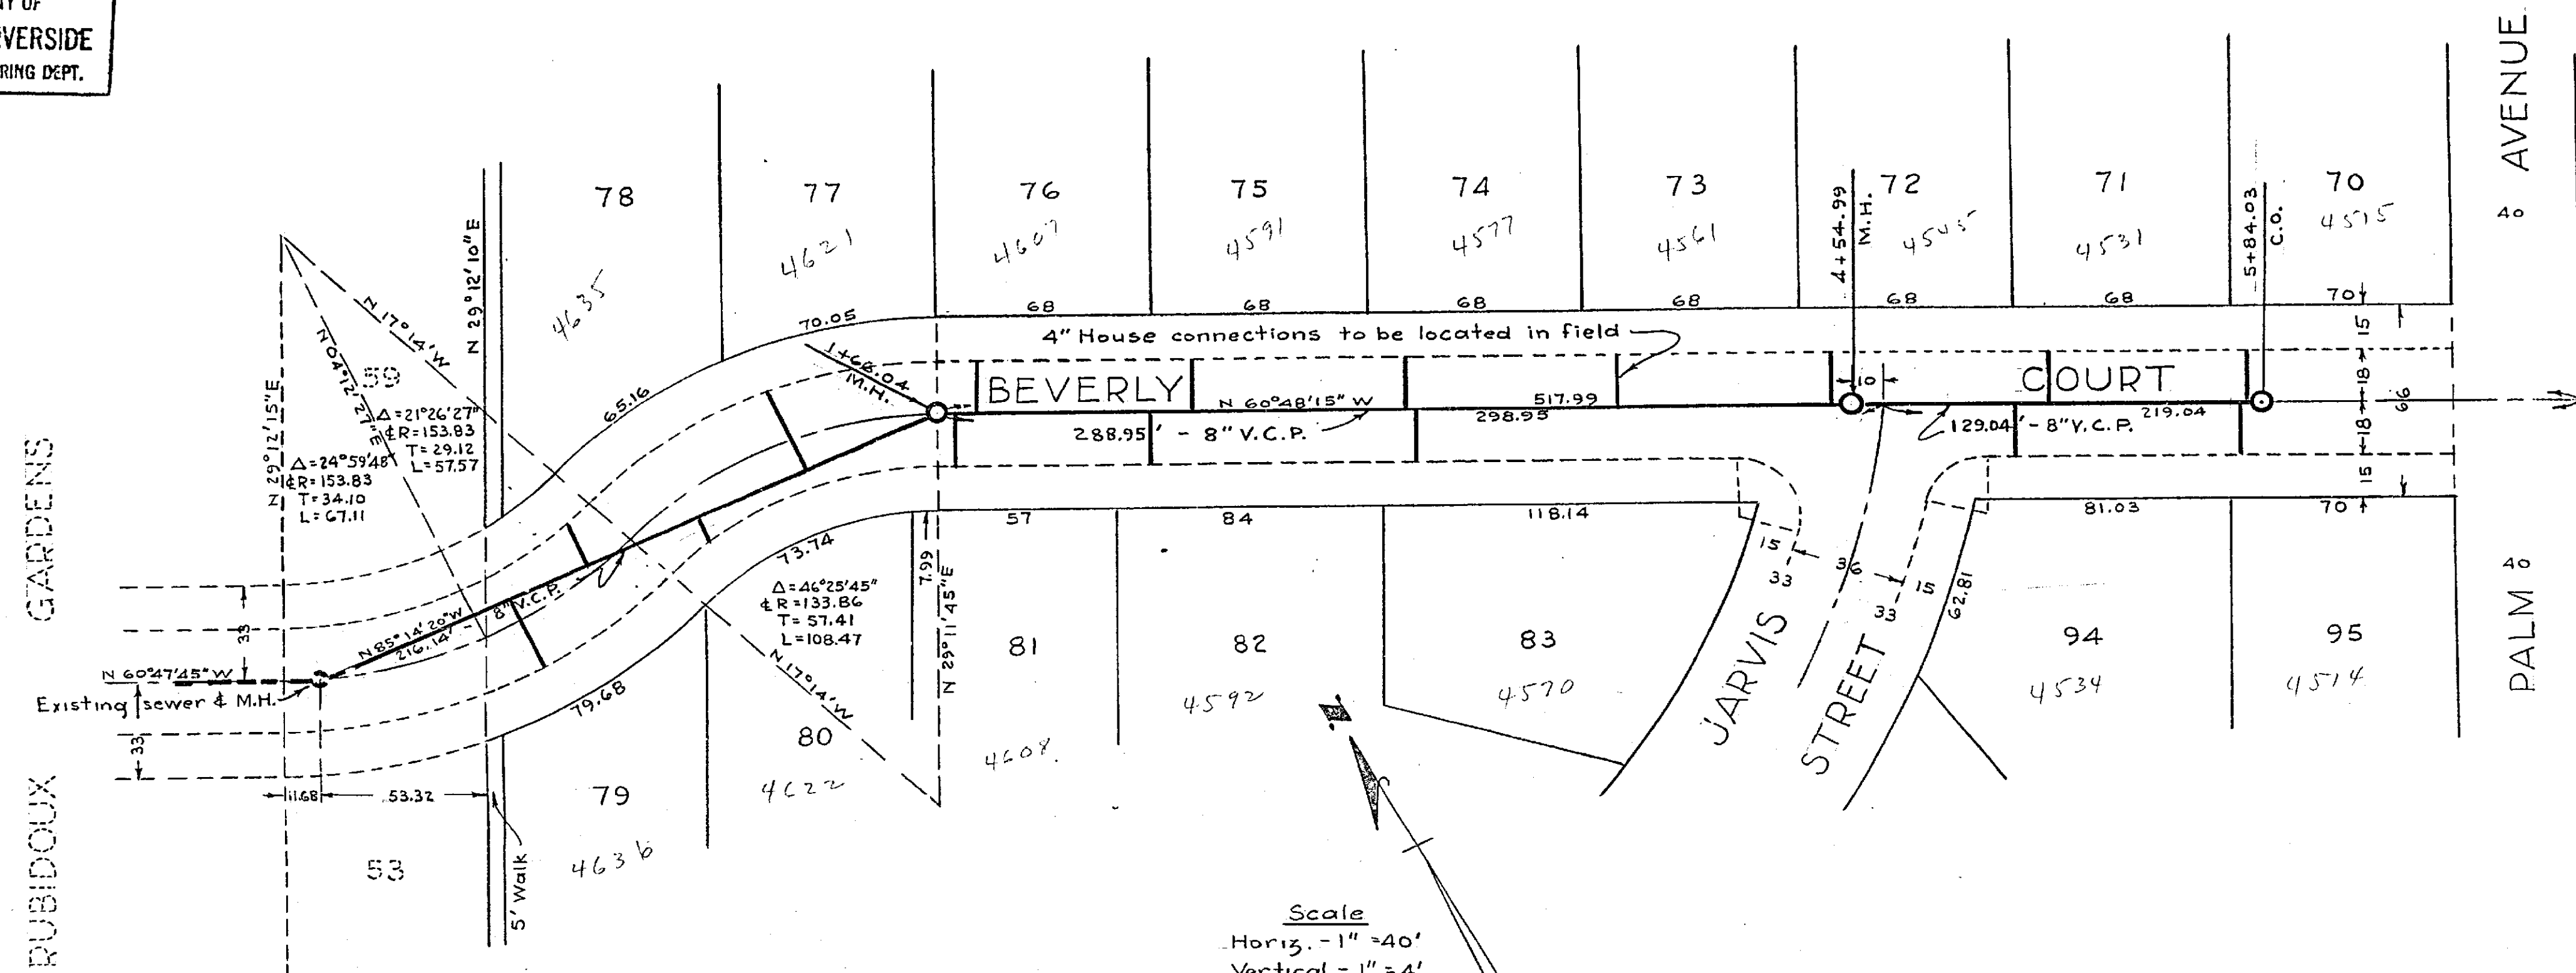 NY OF
VERSIDE
RING DEPT.
78
4635
77
4621
76
4607
75
4591
74
4577
73
4561
72
4545
71
4531
70
4515
4+54.99
M.H.
5+84.03
C.O.
AVENUE
40
N 29°12'10"E
N 17°14'W
N 04°12'27"E
N 29°12'15"E
59
Δ=21°26'27"
℄R=153.83
T=29.12
L=57.57
Δ=24°59'48"
℄R=153.83
T=34.10
L=67.11
65.16
70.05
68
68
68
68
68
68
70
4" House connections to be located in field
M.H.
BEVERLY
COURT
N 60°48'15" W
517.99
298.95
288.95' - 8" V.C.P.
10
129.04' - 8" V.C.P.
219.04
15
18
18
15
66
GARDENS
33
N 85°14'20"W
216.14' - 8" V.C.P.
N 60°47'45" W
Existing sewer & M.H.
33
11.68
53.32
73.74
79.68
7.99
N 29°11'45"E
Δ=46°25'45"
℄R=133.86
T=57.41
L=108.47
N 17°14'W
57
84
118.14
81.03
70
15
33
36
15
33
62.81
JARVIS
STREET
81
4608
82
4592
83
4570
94
4534
95
4514
40
PALM
80
4622
79
4636
53
5' Walk
RUBIDOUX
Scale
Horiz. - 1" = 40'
Vertical - 1" = 4'